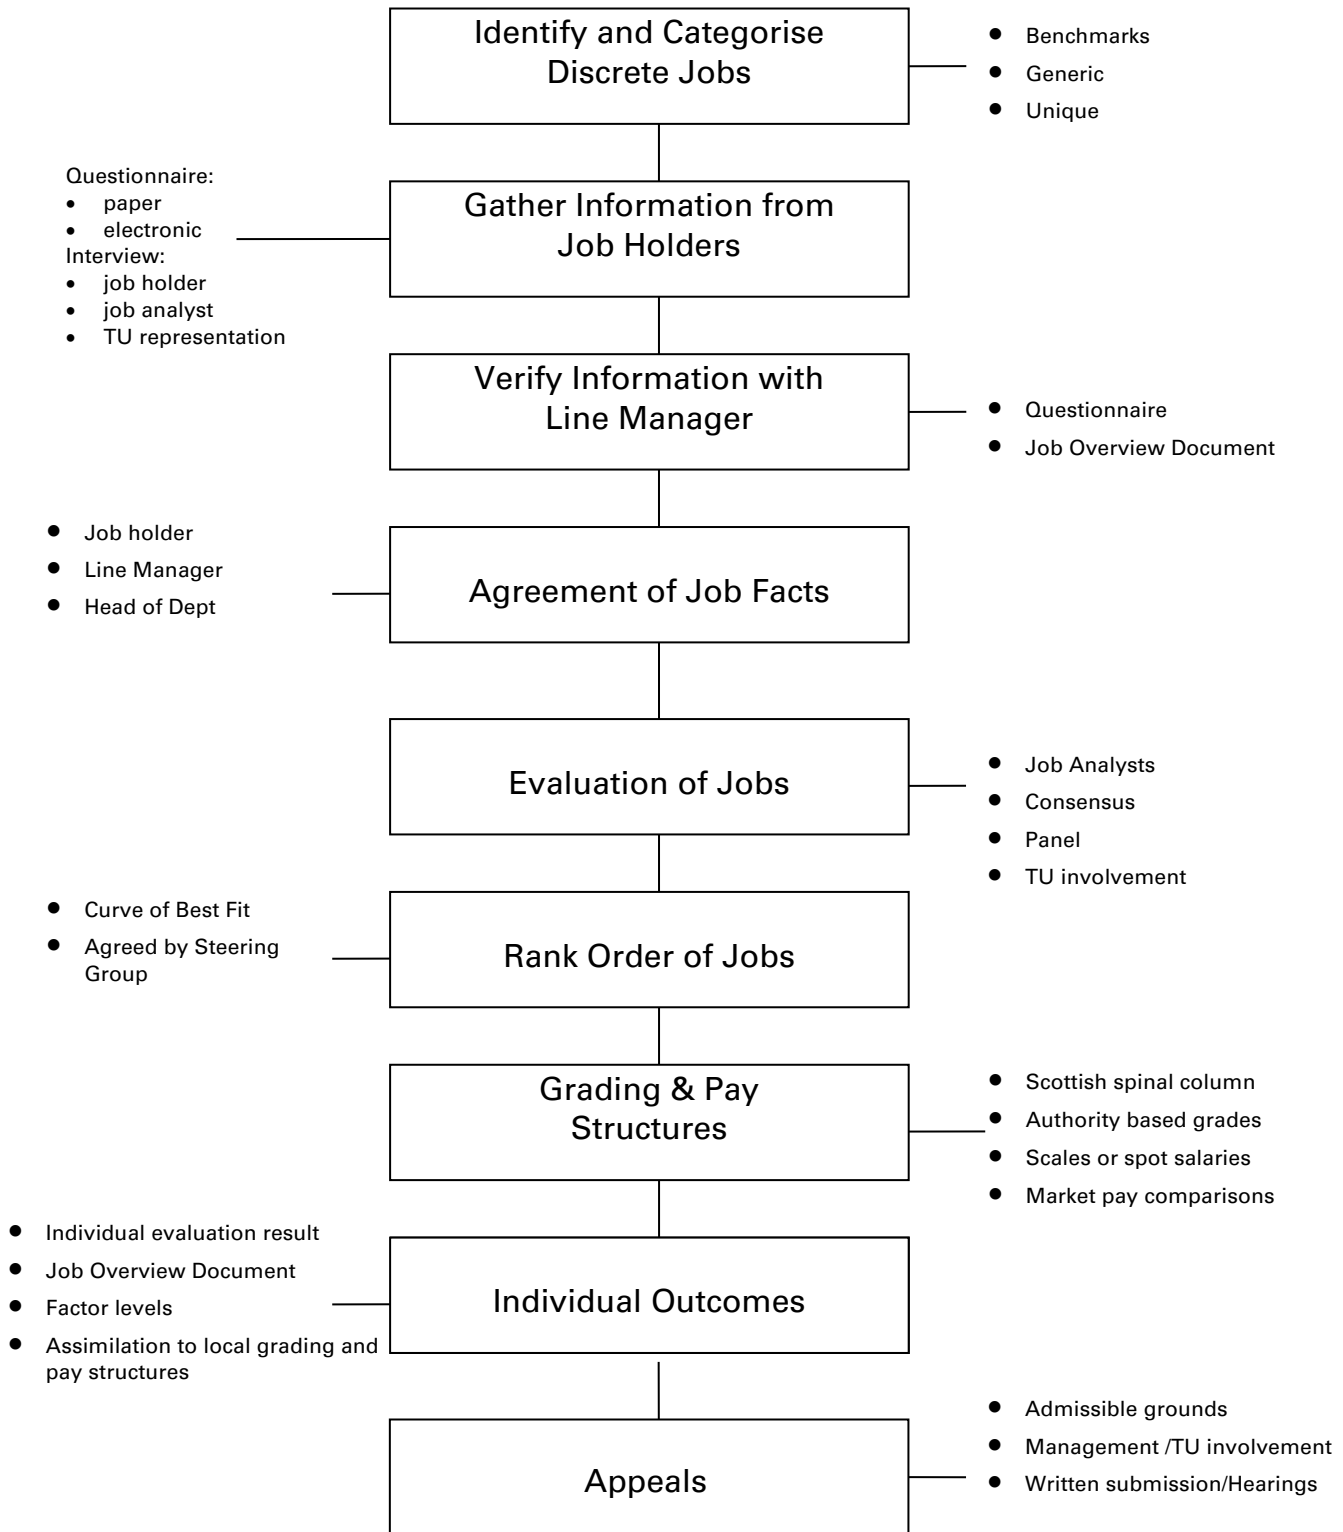 Identify and Categorise
Discrete Jobs
• Benchmarks
• Generic
• Unique
Questionnaire:
• paper
• electronic
Interview:
• job holder
• job analyst
• TU representation
Gather Information from
Job Holders
Verify Information with
Line Manager
• Questionnaire
• Job Overview Document
• Job holder
• Line Manager
• Head of Dept
Agreement of Job Facts
Evaluation of Jobs
• Job Analysts
• Consensus
• Panel
• TU involvement
• Curve of Best Fit
• Agreed by Steering
Group
Rank Order of Jobs
Grading & Pay
Structures
• Scottish spinal column
• Authority based grades
• Scales or spot salaries
• Market pay comparisons
• Individual evaluation result
• Job Overview Document
• Factor levels
• Assimilation to local grading and
pay structures
Individual Outcomes
Appeals
• Admissible grounds
• Management /TU involvement
• Written submission/Hearings